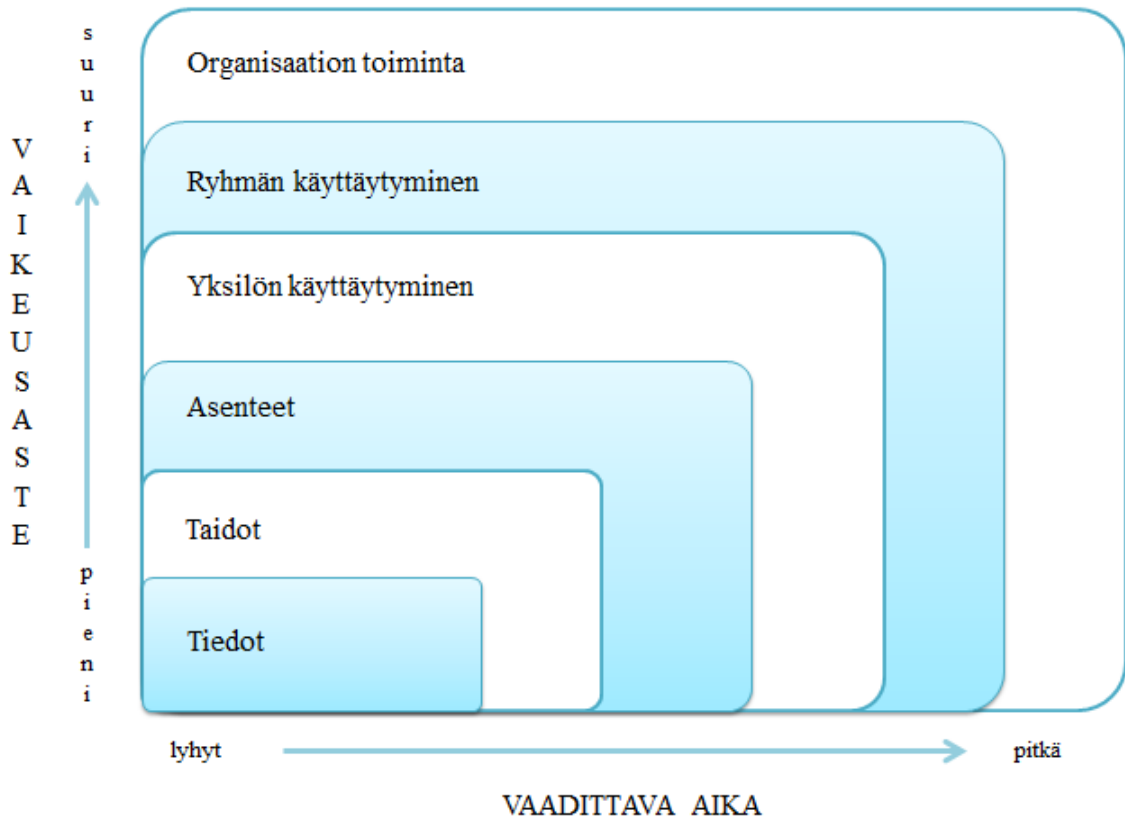 suuri
VAIKEUSASTE
pieni
Organisaation toiminta
Ryhmän käyttäytyminen
Yksilön käyttäytyminen
Asenteet
Taidot
Tiedot
lyhyt
pitkä
VAADITTAVA AIKA